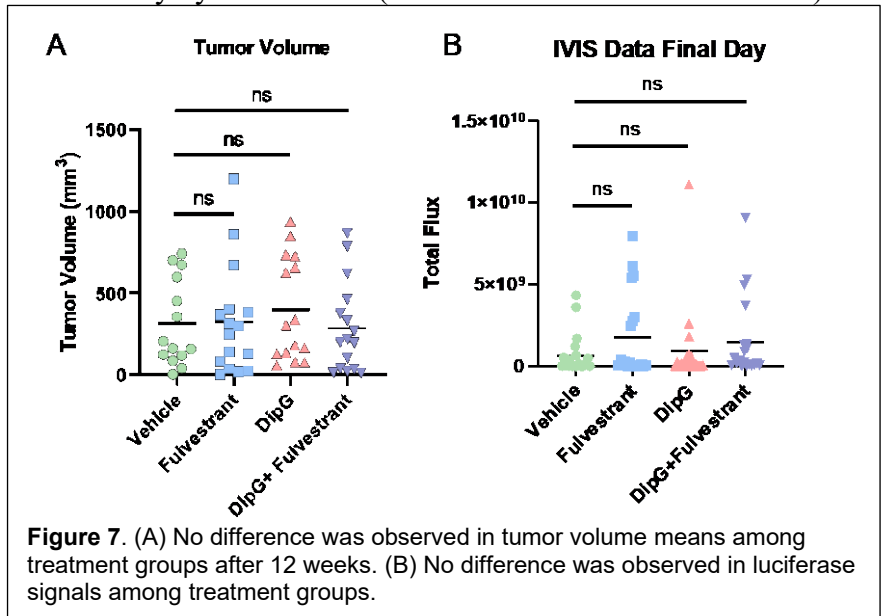 A
Tumor Volume
ns
ns
ns
1500
1000
500
0
Tumor Volume (mm³)
Vehicle
Fulvestrant
DipG
DipG+ Fulvestrant
B
IVIS Data Final Day
ns
ns
ns
1.5×10¹⁰
1×10¹⁰
5×10⁹
0
Total Flux
Vehicle
Fulvestrant
DipG
DipG+Fulvestrant
Figure 7. (A) No difference was observed in tumor volume means among
treatment groups after 12 weeks. (B) No difference was observed in luciferase
signals among treatment groups.